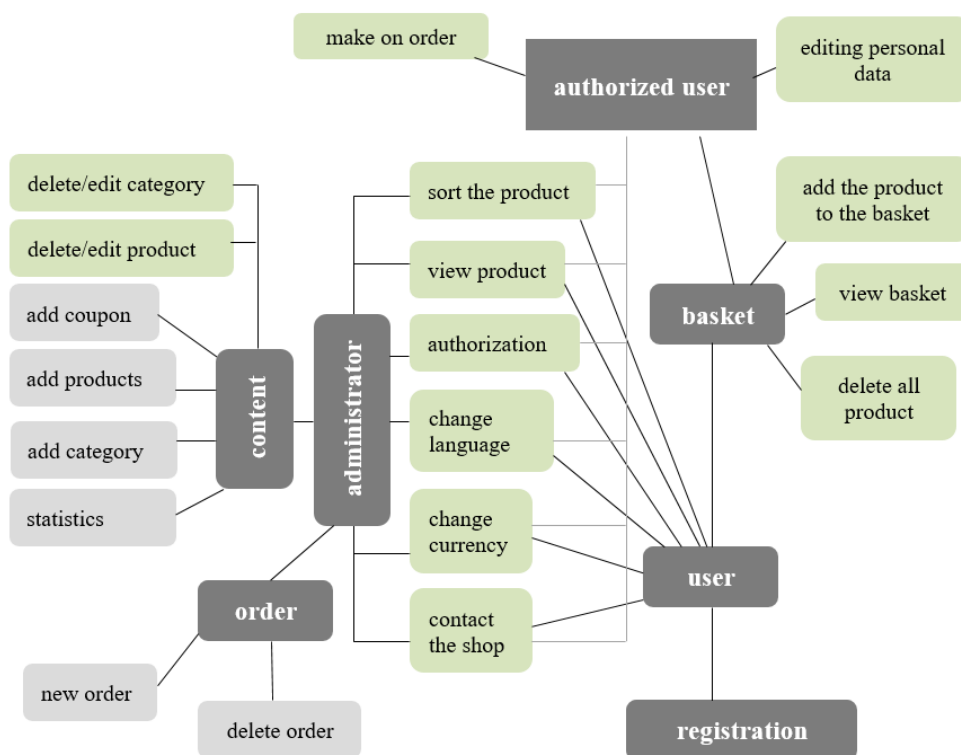 make on order
authorized user
editing personal
data
delete/edit category
sort the product
add the product
to the basket
delete/edit product
view product
view basket
add coupon
basket
authorization
add products
content
administrator
change
language
delete all
product
add category
statistics
change
currency
user
order
contact
the shop
new order
delete order
registration